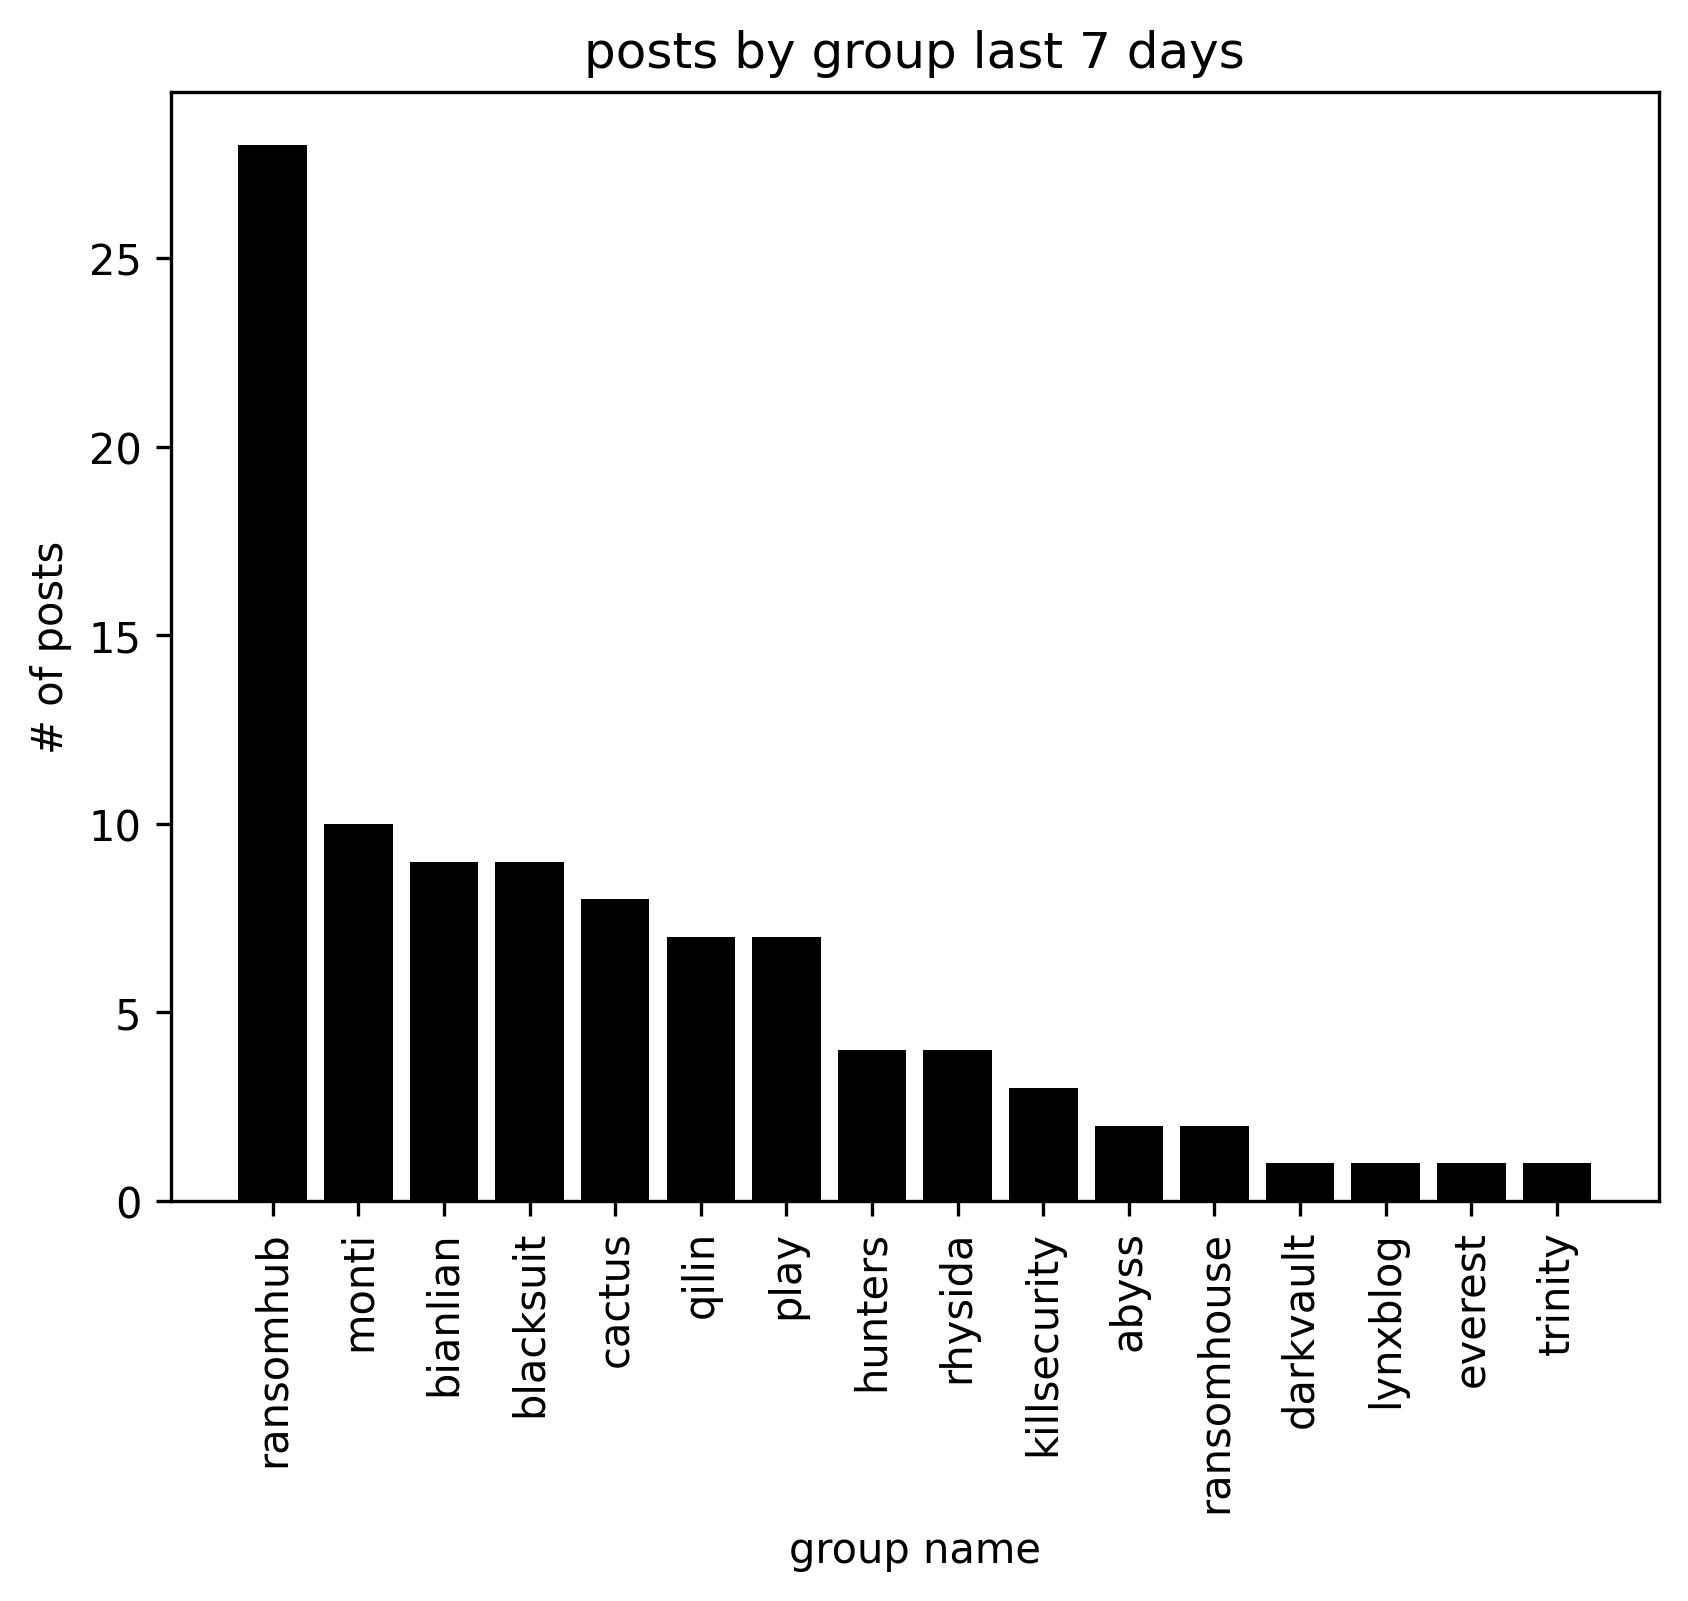 posts by group last 7 days
# of posts
25
20
15
10
5
0
ransomhub
monti
bianlian
blacksuit
cactus
qilin
play
hunters
rhysida
killsecurity
abyss
ransomhouse
darkvault
lynxblog
everest
trinity
group name